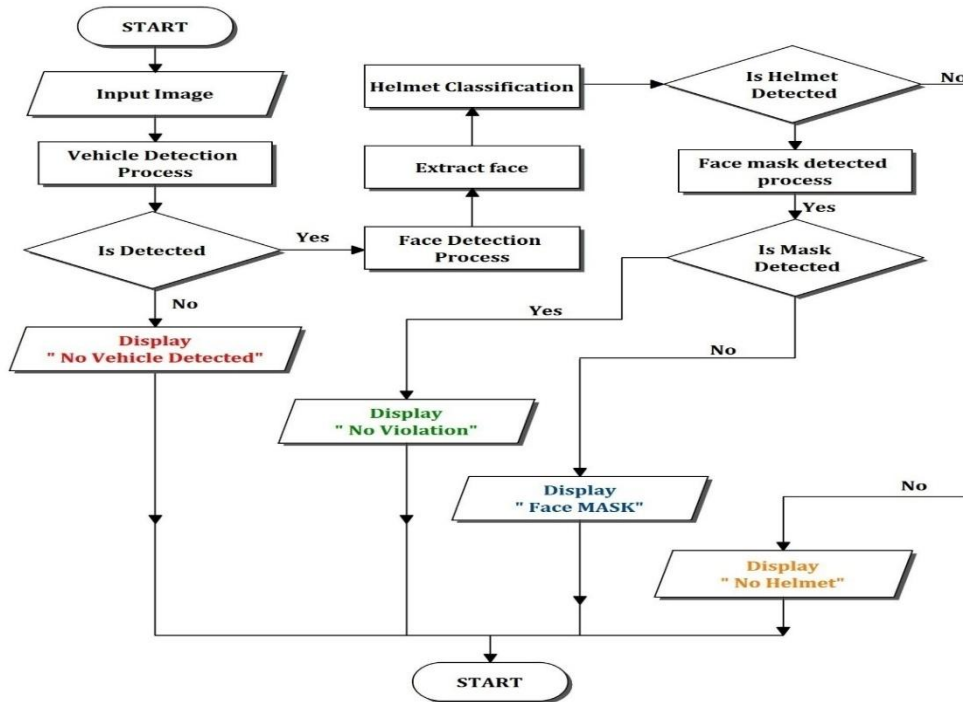 START
Input Image
Vehicle Detection
Process
Is Detected
Yes
No
Display
" No Vehicle Detected"
Face Detection
Process
Extract face
Helmet Classification
Is Helmet
Detected
No
Face mask detected
process
Yes
Is Mask
Detected
Yes
Display
" No Violation"
No
Display
" Face MASK"
No
Display
" No Helmet"
START